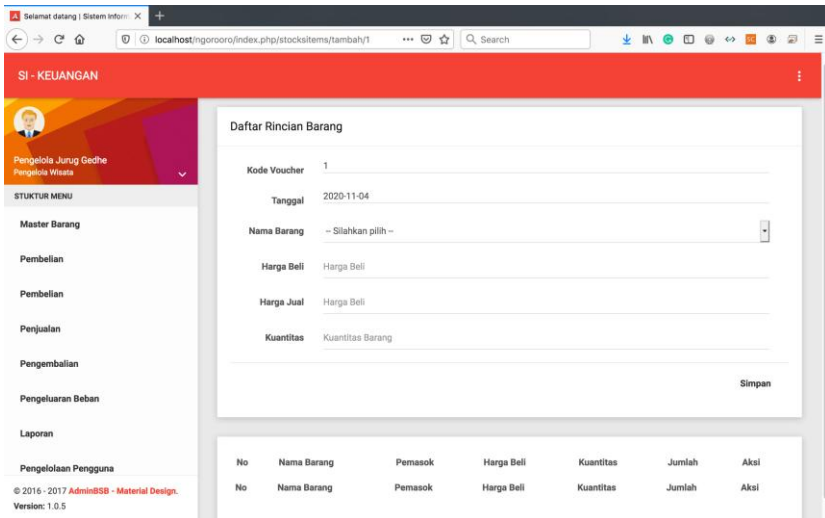 Selamat datang | Sistem Inform
localhost/ngorooro/index.php/stocksitems/tambah/1
Search
SI - KEUANGAN
Pengelola Jurug Gedhe
Pengelola Wisata
STUKTUR MENU
Master Barang
Pembelian
Pembelian
Penjualan
Pengembalian
Pengeluaran Beban
Laporan
Pengelolaan Pengguna
© 2016 - 2017 AdminBSB - Material Design.
Version: 1.0.5
Daftar Rincian Barang
Kode Voucher 1
Tanggal 2020-11-04
Nama Barang -- Silahkan pilih --
Harga Beli Harga Beli
Harga Jual Harga Beli
Kuantitas Kuantitas Barang
Simpan
No Nama Barang Pemasok Harga Beli Kuantitas Jumlah Aksi
No Nama Barang Pemasok Harga Beli Kuantitas Jumlah Aksi